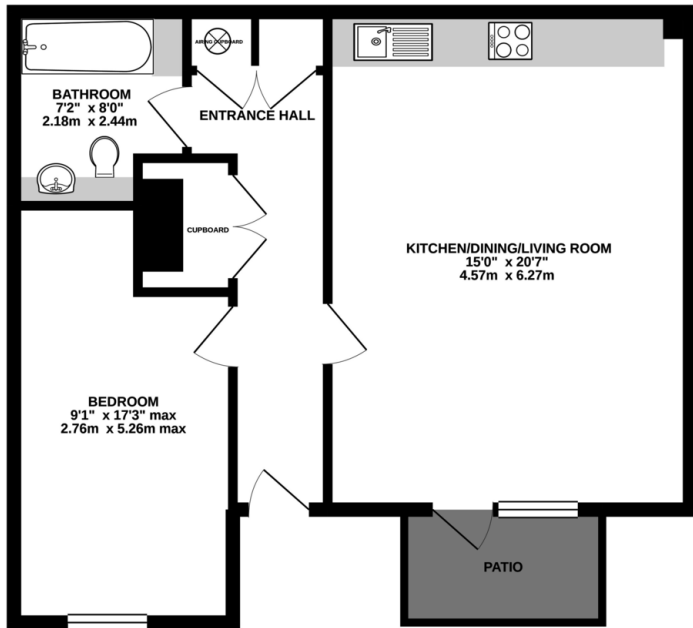 AIRING CUPBOARD
BATHROOM
7'2" x 8'0"
2.18m x 2.44m
ENTRANCE HALL
CUPBOARD
KITCHEN/DINING/LIVING ROOM
15'0" x 20'7"
4.57m x 6.27m
BEDROOM
9'1" x 17'3" max
2.76m x 5.26m max
PATIO